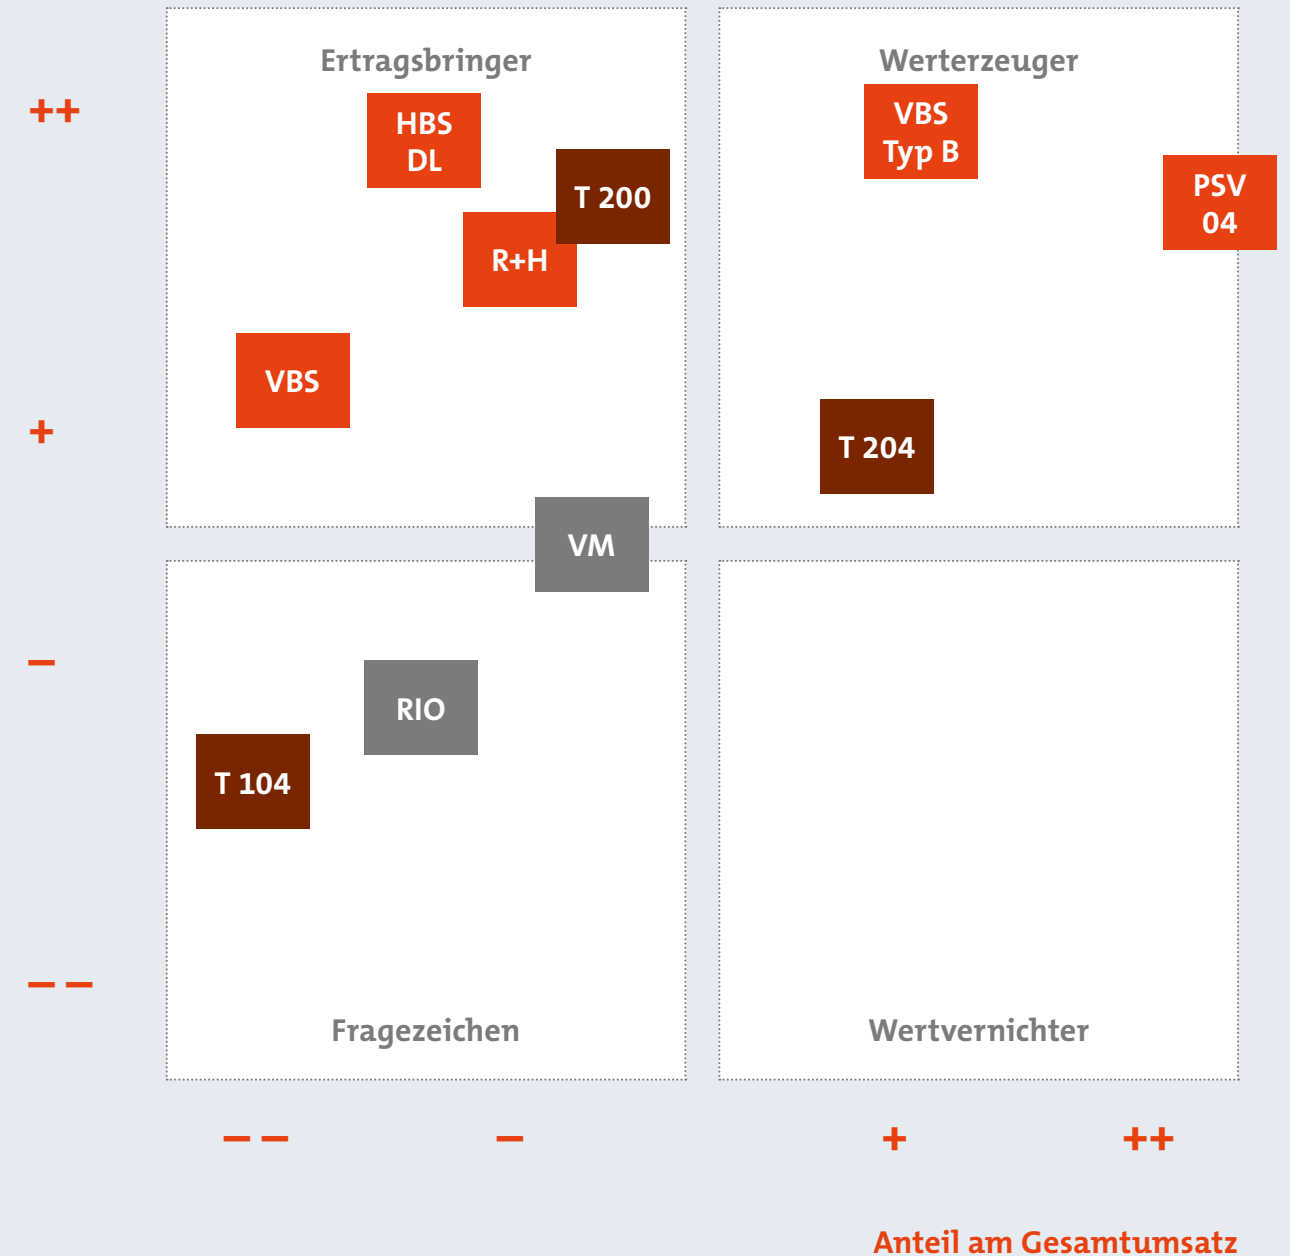 Ertragsbringer
Werterzeuger
++
HBS
DL
VBS
Typ B
T 200
PSV
04
R+H
VBS
+
T 204
VM
–
RIO
T 104
– –
Fragezeichen
Wertvernichter
– –
–
+
++
Anteil am Gesamtumsatz